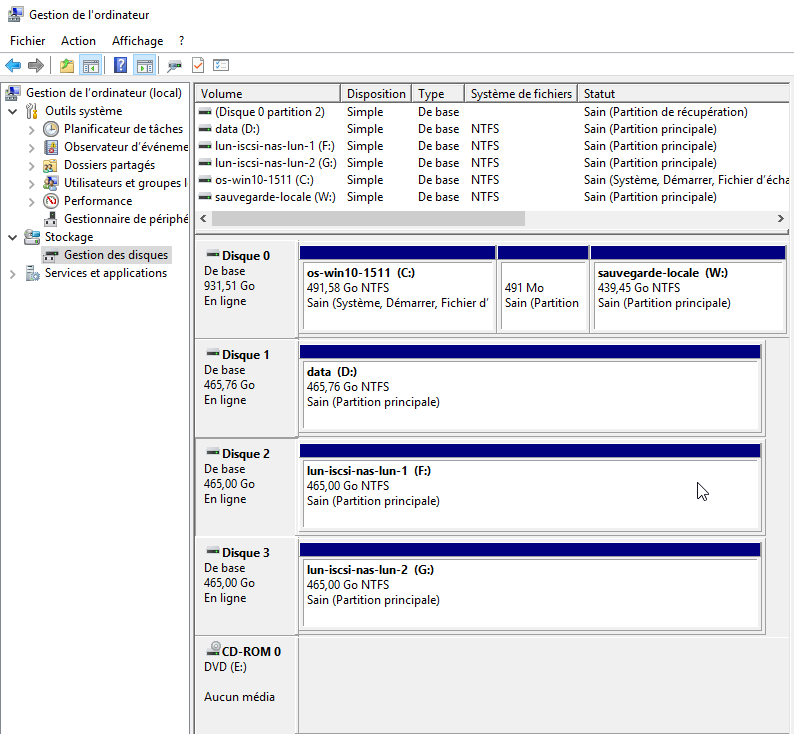 Gestion de l'ordinateur
Fichier Action Affichage ?
Gestion de l'ordinateur (local)
Outils système
Planificateur de tâches
Observateur d'événeme
Dossiers partagés
Utilisateurs et groupes l
Performance
Gestionnaire de périphé
Stockage
Gestion des disques
Services et applications
Volume Disposition Type Système de fichiers Statut
(Disque 0 partition 2) Simple De base Sain (Partition de récupération)
data (D:) Simple De base NTFS Sain (Partition principale)
lun-iscsi-nas-lun-1 (F:) Simple De base NTFS Sain (Partition principale)
lun-iscsi-nas-lun-2 (G:) Simple De base NTFS Sain (Partition principale)
os-win10-1511 (C:) Simple De base NTFS Sain (Système, Démarrer, Fichier d'écha
sauvegarde-locale (W:) Simple De base NTFS Sain (Partition principale)
Disque 0
De base
931,51 Go
En ligne
os-win10-1511 (C:)
491,58 Go NTFS
Sain (Système, Démarrer, Fichier d'
491 Mo
Sain (Partition
sauvegarde-locale (W:)
439,45 Go NTFS
Sain (Partition principale)
Disque 1
De base
465,76 Go
En ligne
data (D:)
465,76 Go NTFS
Sain (Partition principale)
Disque 2
De base
465,00 Go
En ligne
lun-iscsi-nas-lun-1 (F:)
465,00 Go NTFS
Sain (Partition principale)
Disque 3
De base
465,00 Go
En ligne
lun-iscsi-nas-lun-2 (G:)
465,00 Go NTFS
Sain (Partition principale)
CD-ROM 0
DVD (E:)
Aucun média